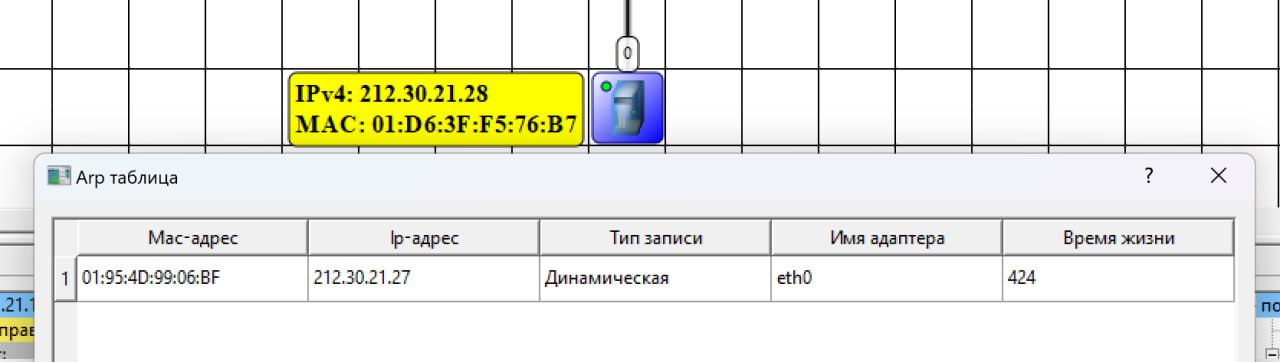 0
IPv4: 212.30.21.28
MAC: 01:D6:3F:F5:76:B7
Arp таблица
?
Mac-адрес Ip-адрес Тип записи Имя адаптера Время жизни
1 01:95:4D:99:06:BF 212.30.21.27 Динамическая eth0 424
.21.1 по
прав